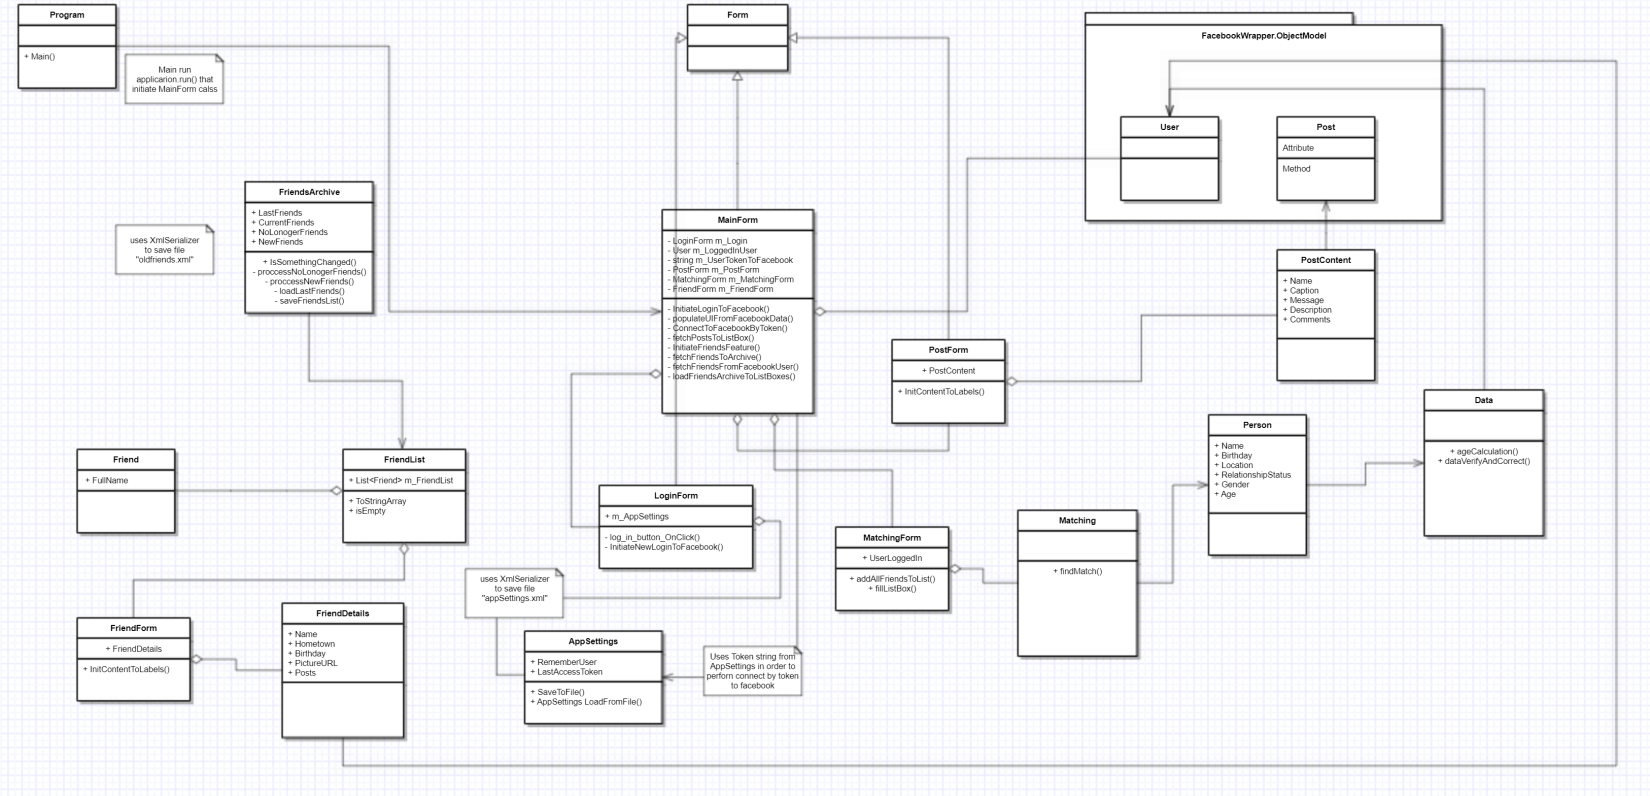 Program
+ Main()
Main run
applicarion.run() that
initiate MainForm calss
Form
FacebookWrapper.ObjectModel
User
Post
Attribute
Method
FriendsArchive
+ LastFriends
+ CurrentFriends
+ NoLonogerFriends
+ NewFriends
+ IsSomethingChanged()
- proccessNoLonogerFriends()
- proccessNewFriends()
- loadLastFriends()
- saveFriendsList()
uses XmlSerializer
to save file
"oldfriends.xml"
MainForm
- LoginForm m_Login
- User m_LoggedInUser
- string m_UserTokenToFacebook
- PostForm m_PostForm
- MatchingForm m_MatchingForm
- FriendForm m_FriendForm
- InitiateLoginToFacebook()
- populateUIFromFacebookData()
- ConnectToFacebookByToken()
- fetchPostsToListBox()
- InitiateFriendsFeature()
- fetchFriendsToArchive()
- fetchFriendsFromFacebookUser()
- loadFriendsArchiveToListBoxes()
PostContent
+ Name
+ Caption
+ Message
+ Description
+ Comments
PostForm
+ PostContent
+ InitContentToLabels()
Data
+ ageCalculation()
+ dataVerifyAndCorrect()
Person
+ Name
+ Birthday
+ Location
+ RelationshipStatus
+ Gender
+ Age
Friend
+ FullName
FriendList
+ List<Friend> m_FriendList
+ ToStringArray
+ isEmpty
LoginForm
+ m_AppSettings
- log_in_button_OnClick()
- InitiateNewLoginToFacebook()
MatchingForm
+ UserLoggedIn
+ addAllFriendsToList()
+ fillListBox()
Matching
+ findMatch()
uses XmlSerializer
to save file
"appSettings.xml"
FriendForm
+ FriendDetails
+ InitContentToLabels()
FriendDetails
+ Name
+ Hometown
+ Birthday
+ PictureURL
+ Posts
AppSettings
+ RememberUser
+ LastAccessToken
+ SaveToFile()
+ AppSettings LoadFromFile()
Uses Token string from
AppSettings in order to
perfom connect by token
to facebook